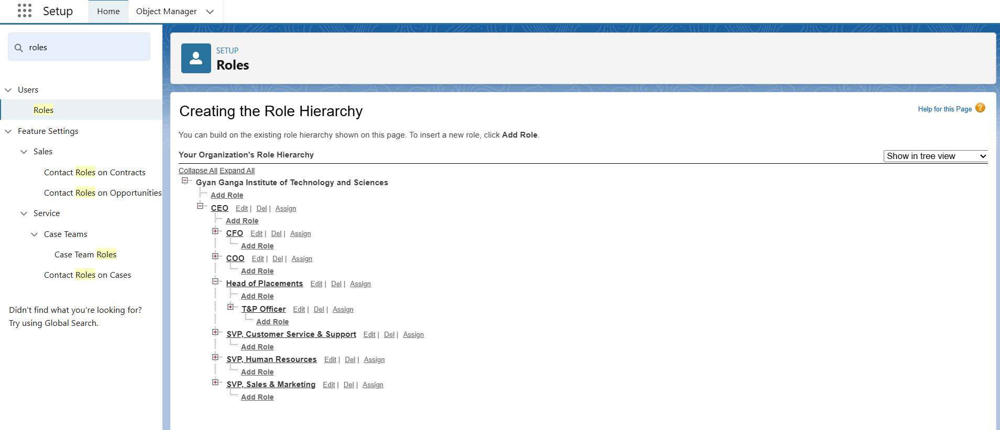 Setup
Home
Object Manager
roles
Users
Roles
Feature Settings
Sales
Contact Roles on Contracts
Contact Roles on Opportunities
Service
Case Teams
Case Team Roles
Contact Roles on Cases
Didn't find what you're looking for?
Try using Global Search.
SETUP
Roles
Creating the Role Hierarchy
Help for this Page ?
You can build on the existing role hierarchy shown on this page. To insert a new role, click Add Role.
Your Organization's Role Hierarchy
Show in tree view
Collapse All Expand All
Gyan Ganga Institute of Technology and Sciences
Add Role
CEO Edit | Del | Assign
Add Role
CFO Edit | Del | Assign
Add Role
COO Edit | Del | Assign
Add Role
Head of Placements Edit | Del | Assign
Add Role
T&P Officer Edit | Del | Assign
Add Role
SVP, Customer Service & Support Edit | Del | Assign
Add Role
SVP, Human Resources Edit | Del | Assign
Add Role
SVP, Sales & Marketing Edit | Del | Assign
Add Role